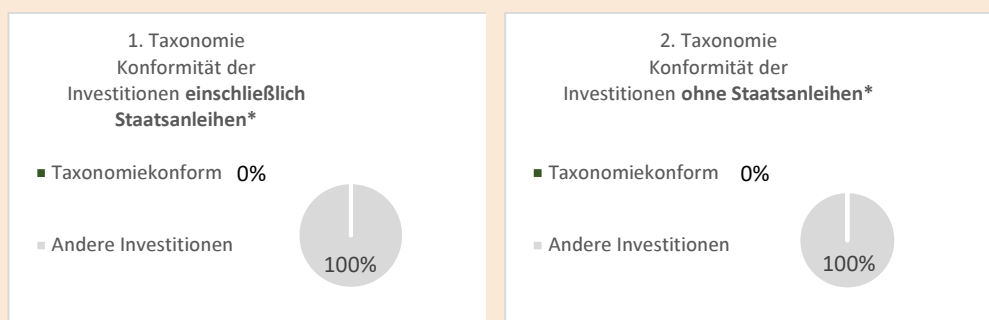 1. Taxonomie
Konformität der
Investitionen einschließlich
Staatsanleihen*
Taxonomiekonform 0%
Andere Investitionen
100%
2. Taxonomie
Konformität der
Investitionen ohne Staatsanleihen*
Taxonomiekonform 0%
Andere Investitionen
100%